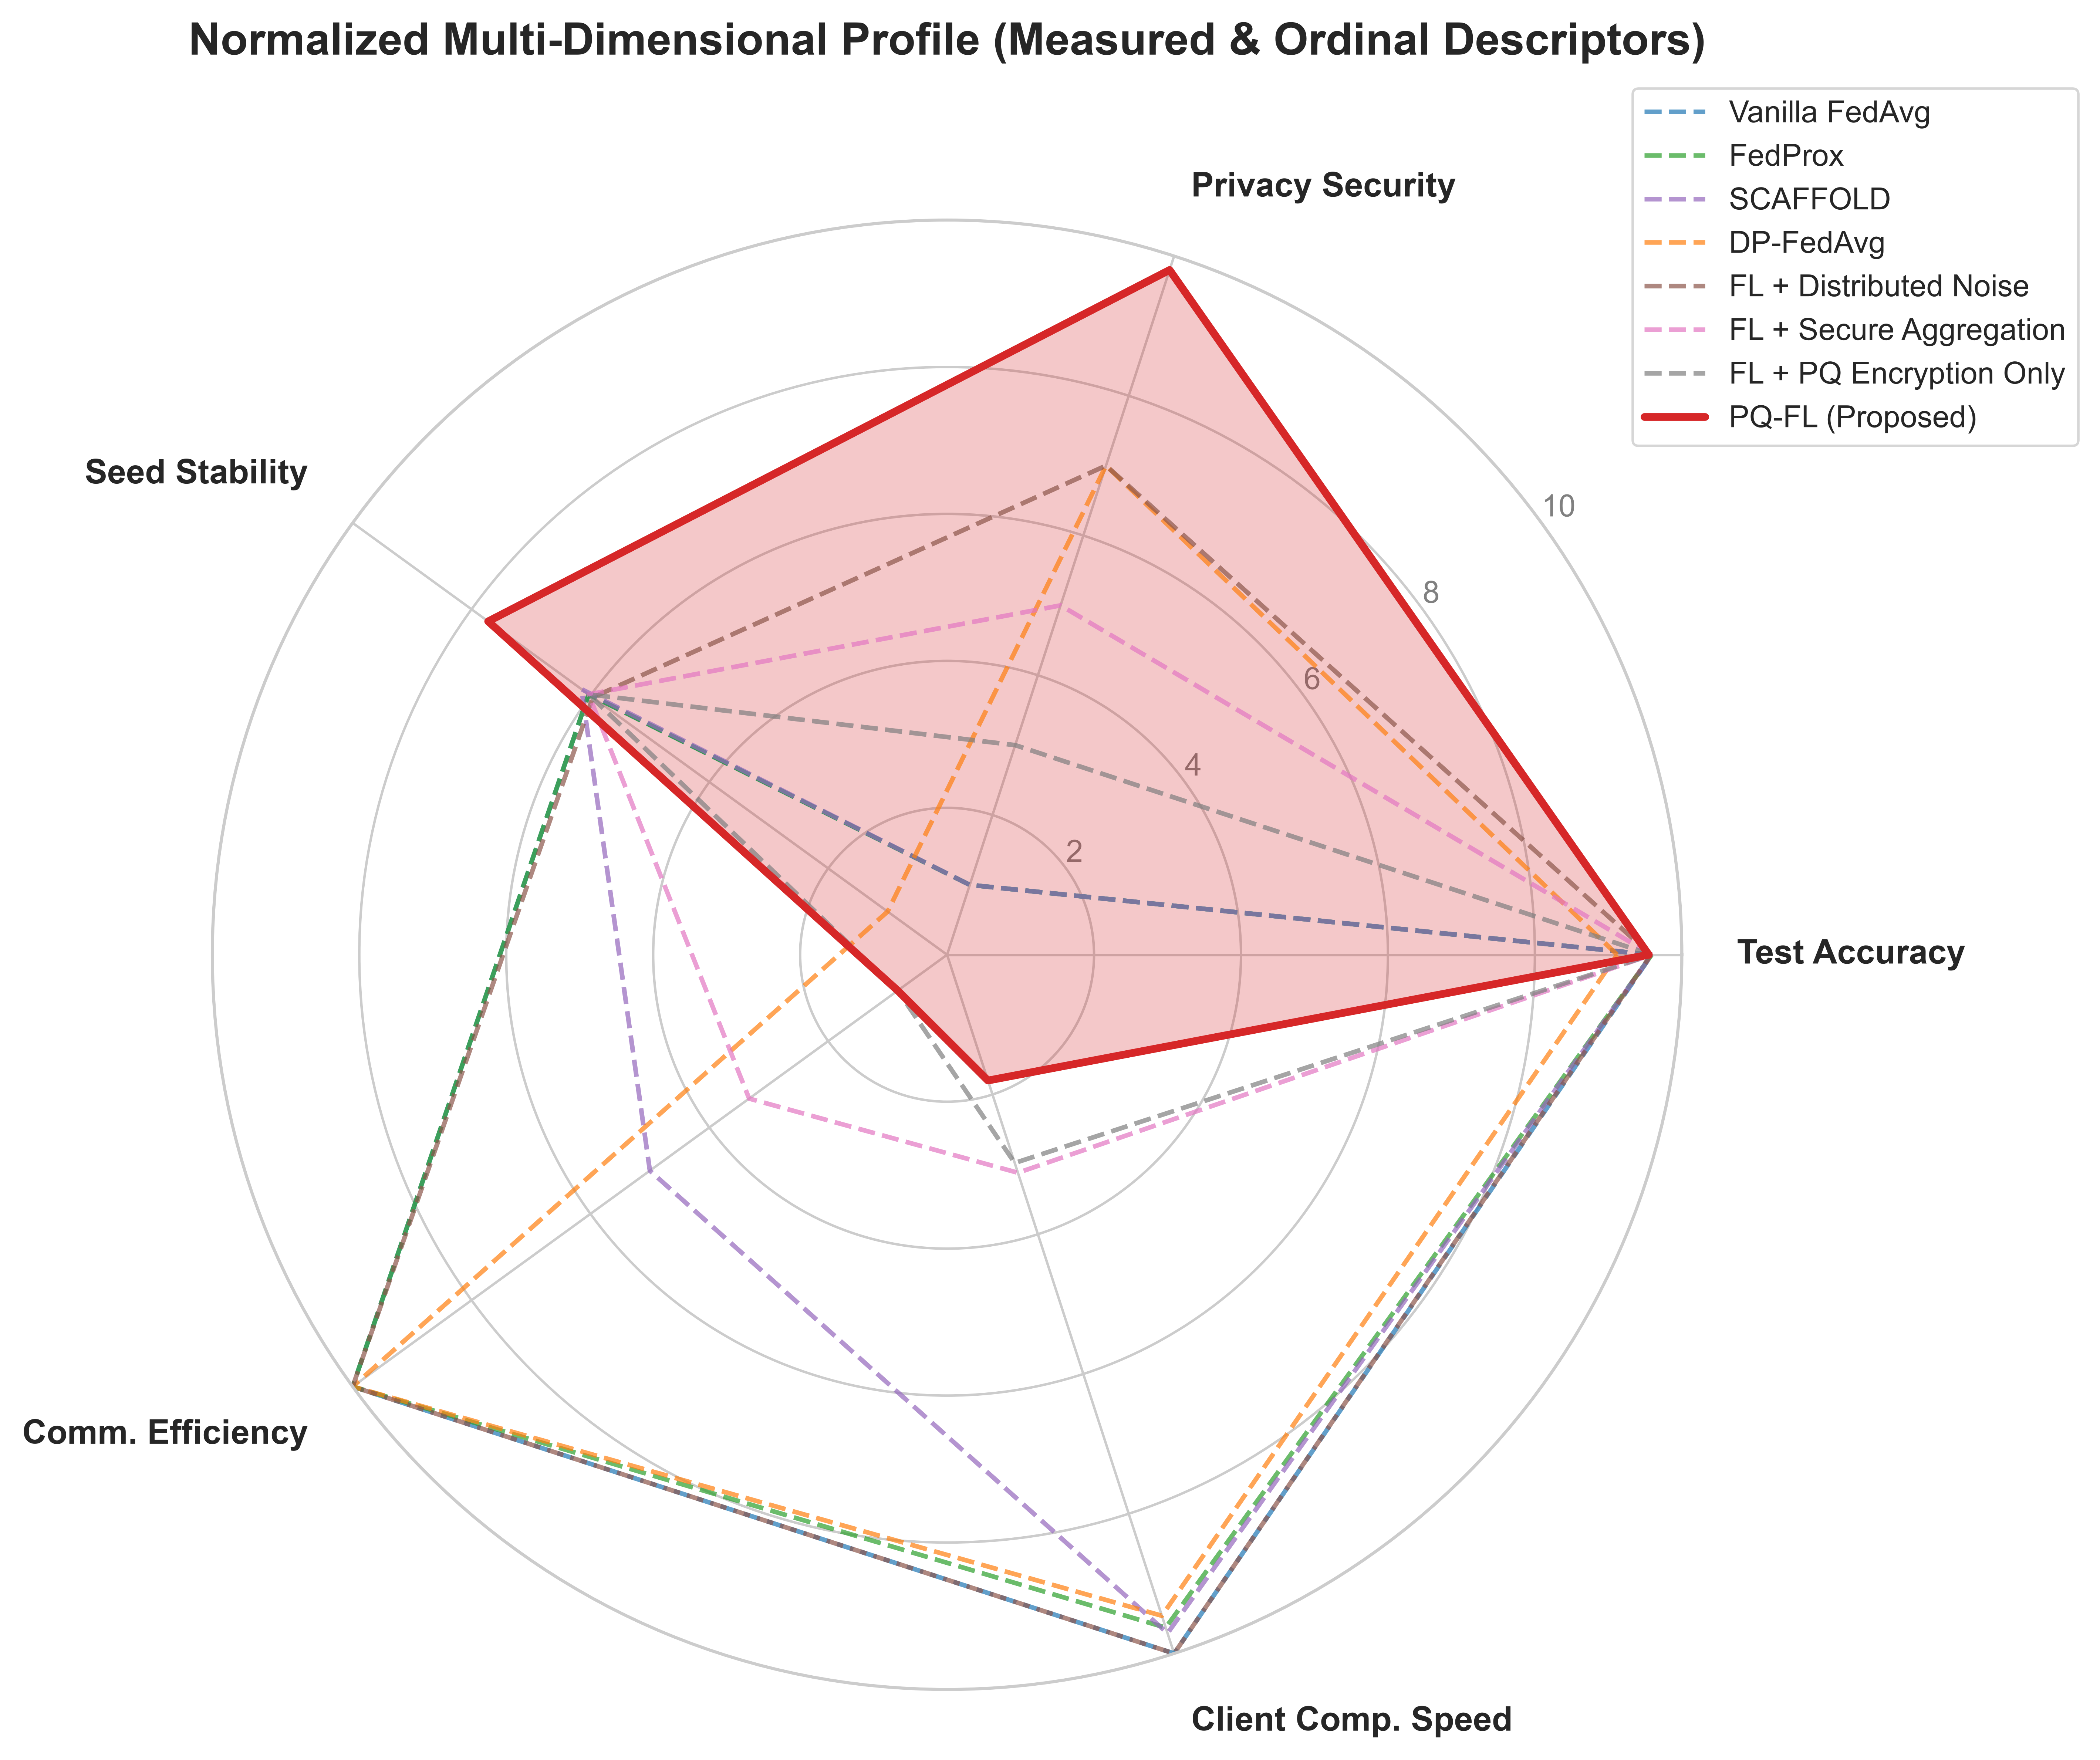 Normalized Multi-Dimensional Profile (Measured & Ordinal Descriptors)
Vanilla FedAvg
FedProx
SCAFFOLD
DP-FedAvg
FL + Distributed Noise
FL + Secure Aggregation
FL + PQ Encryption Only
PQ-FL (Proposed)
Privacy Security
Seed Stability
10
8
6
4
2
Test Accuracy
Comm. Efficiency
Client Comp. Speed